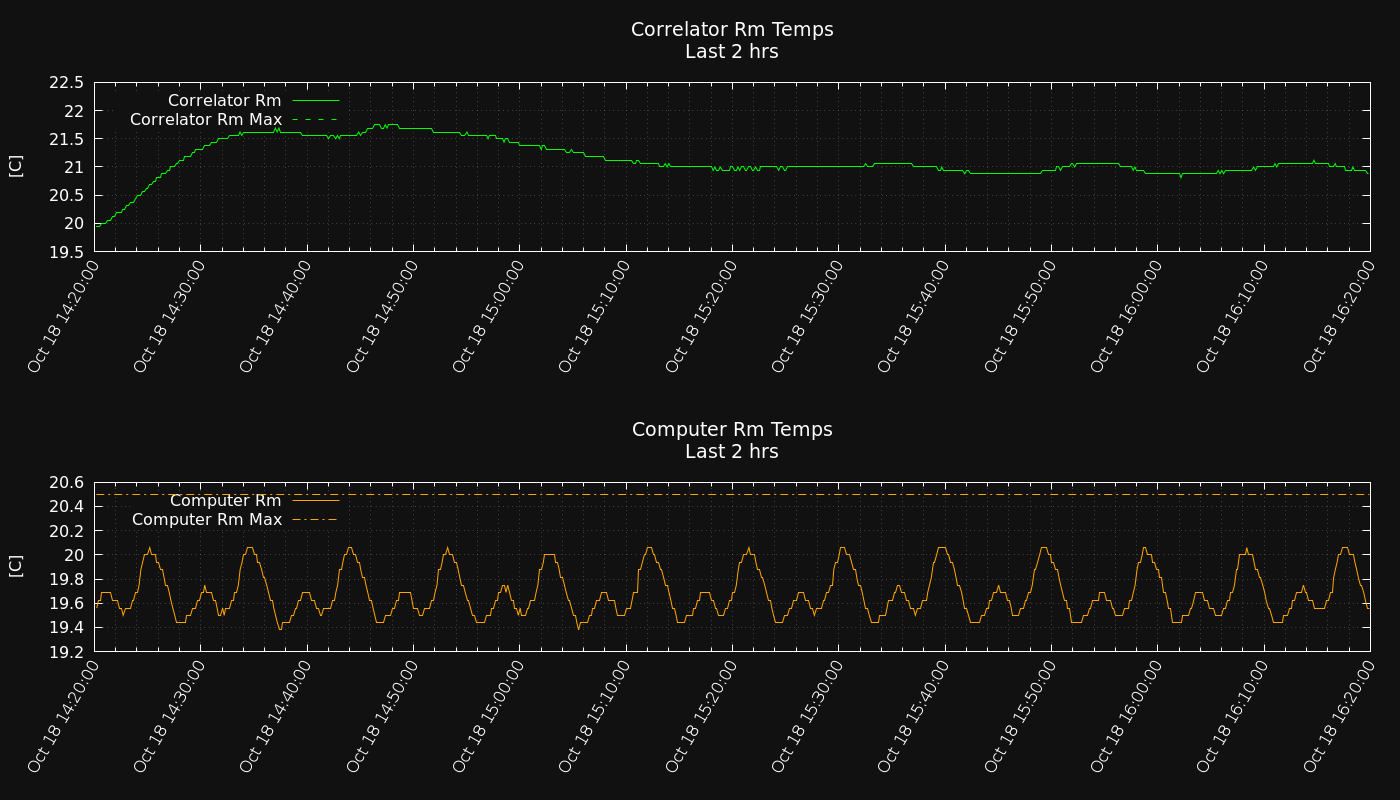 Correlator Rm Temps
Last 2 hrs
22.5
22
21.5
21
20.5
20
19.5
[C]
Correlator Rm
Correlator Rm Max
Oct 18 14:20:00
Oct 18 14:30:00
Oct 18 14:40:00
Oct 18 14:50:00
Oct 18 15:00:00
Oct 18 15:10:00
Oct 18 15:20:00
Oct 18 15:30:00
Oct 18 15:40:00
Oct 18 15:50:00
Oct 18 16:00:00
Oct 18 16:10:00
Oct 18 16:20:00
Computer Rm Temps
Last 2 hrs
20.6
20.4
20.2
20
19.8
19.6
19.4
19.2
[C]
Computer Rm
Computer Rm Max
Oct 18 14:20:00
Oct 18 14:30:00
Oct 18 14:40:00
Oct 18 14:50:00
Oct 18 15:00:00
Oct 18 15:10:00
Oct 18 15:20:00
Oct 18 15:30:00
Oct 18 15:40:00
Oct 18 15:50:00
Oct 18 16:00:00
Oct 18 16:10:00
Oct 18 16:20:00